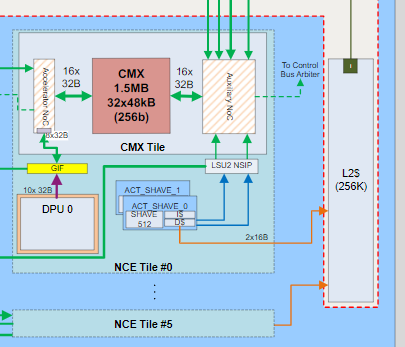 Accelerator NoC
16x
32B
CMX
1.5MB
32x48kB
(256b)
16x
32B
Auxiliary NoC
To Control
Bus Arbiter
8x32B
CMX Tile
GIF
LSU2 NSIP
10x 32B
DPU 0
ACT_SHAVE_1
ACT_SHAVE_0
SHAVE
512
I$
D$
L2$
(256K)
2x16B
NCE Tile #0
NCE Tile #5